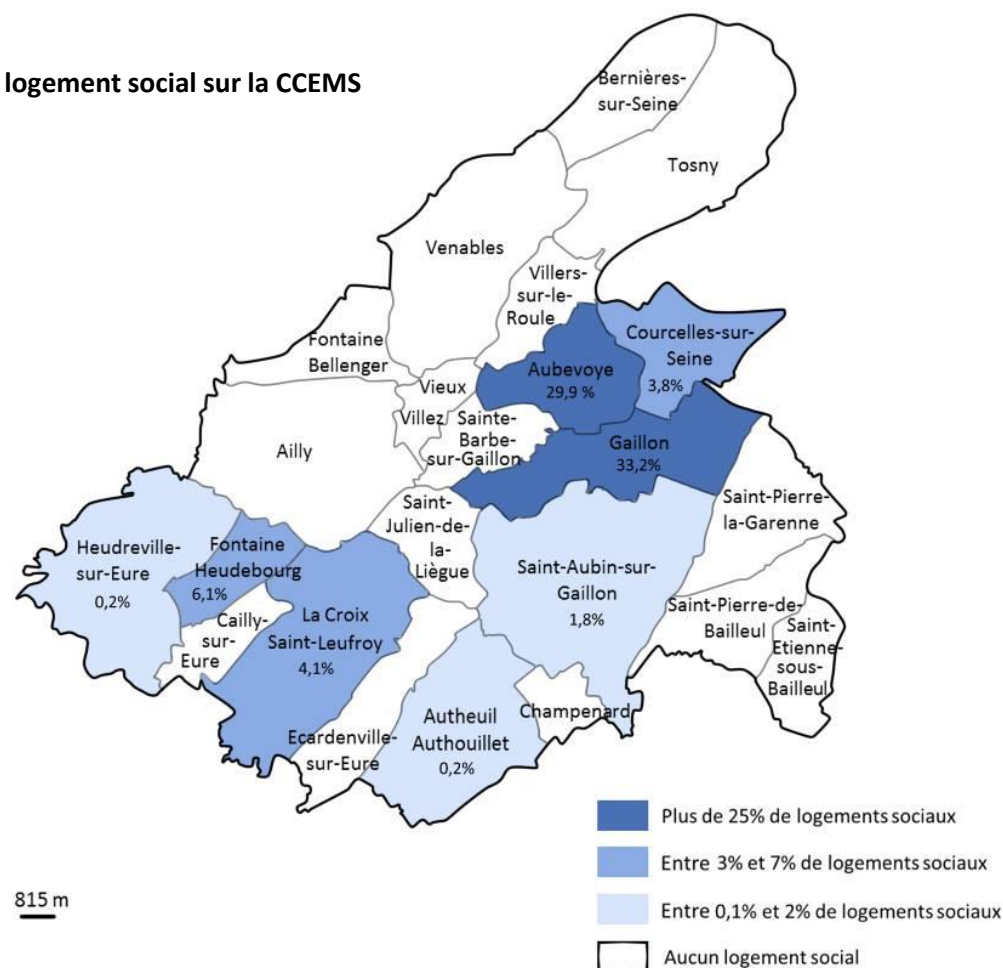 logement social sur la CCEMS
Bernières-
sur-Seine
Tosny
Venables
Villers-
sur-le-
Roule
Fontaine
Bellenger
Courcelles-sur-
Seine
3,8%
Aubevoye
29,9 %
Vieux
Villez
Sainte-
Barbe-
sur-Gaillon
Gaillon
33,2%
Ailly
Saint-Pierre-
la-Garenne
Saint-
Julien-de-
la-
Liègue
Heudreville-
sur-Eure
0,2%
Fontaine
Heudebourg
6,1%
Saint-Aubin-sur-
Gaillon
1,8%
Cailly-
sur-
Eure
La Croix
Saint-Leufroy
4,1%
Saint-Pierre-de-
Bailleul
Saint-
Etienne-
sous-
Bailleul
Champenard
Autheuil
Authouillet
0,2%
Ecardenville-
sur-Eure
Plus de 25% de logements sociaux
Entre 3% et 7% de logements sociaux
Entre 0,1% et 2% de logements sociaux
Aucun logement social
815 m